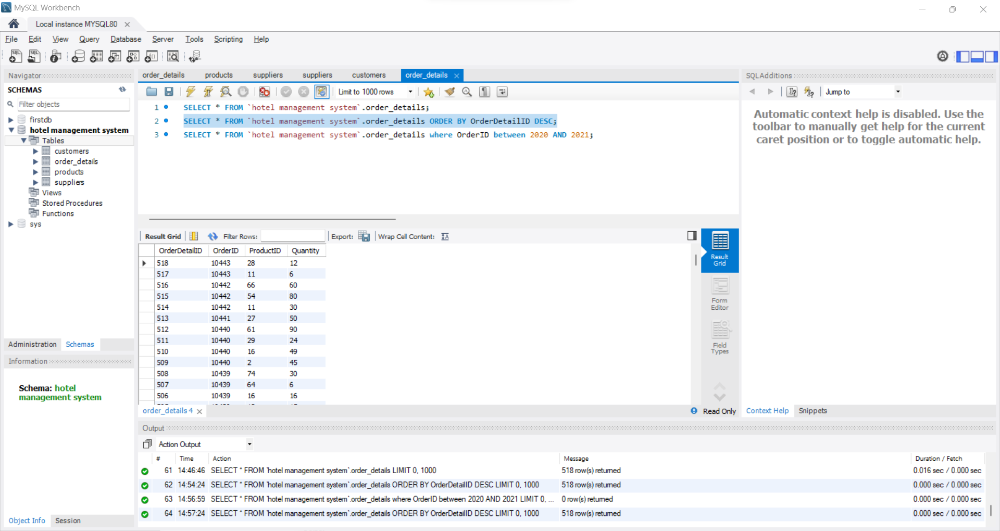 MySQL Workbench
Local instance MYSQL80
File Edit View Query Database Server Tools Scripting Help
Navigator
SCHEMAS
Filter objects
firstdb
hotel management system
Tables
customers
order_details
products
suppliers
Views
Stored Procedures
Functions
sys
Administration Schemas
Information
Schema: hotel
management system
Object Info Session
order_details products suppliers suppliers customers order_details
Limit to 1000 rows
1 SELECT * FROM `hotel management system`.order_details;
2 SELECT * FROM `hotel management system`.order_details ORDER BY OrderDetailID DESC;
3 SELECT * FROM `hotel management system`.order_details where OrderID between 2020 AND 2021;
Result Grid Filter Rows: Export: Wrap Cell Content:
OrderDetailID OrderID ProductID Quantity
518 10443 28 12
517 10443 11 6
516 10442 66 60
515 10442 54 80
514 10442 11 30
513 10441 27 50
512 10440 61 90
511 10440 29 24
510 10440 16 49
509 10440 2 45
508 10439 74 30
507 10439 64 6
506 10439 16 16
Result
Grid
Form
Editor
Field
Types
order_details 4
Read Only
SQLAdditions
Jump to
Automatic context help is disabled. Use the
toolbar to manually get help for the current
caret position or to toggle automatic help.
Context Help Snippets
Output
Action Output
# Time Action Message Duration / Fetch
61 14:46:46 SELECT * FROM `hotel management system`.order_details LIMIT 0, 1000 518 row(s) returned 0.016 sec / 0.000 sec
62 14:54:24 SELECT * FROM `hotel management system`.order_details ORDER BY OrderDetailID DESC LIMIT 0, 1000 518 row(s) returned 0.000 sec / 0.000 sec
63 14:56:59 SELECT * FROM `hotel management system`.order_details where OrderID between 2020 AND 2021 LIMIT 0, ... 0 row(s) returned 0.000 sec / 0.000 sec
64 14:57:24 SELECT * FROM `hotel management system`.order_details ORDER BY OrderDetailID DESC LIMIT 0, 1000 518 row(s) returned 0.000 sec / 0.000 sec